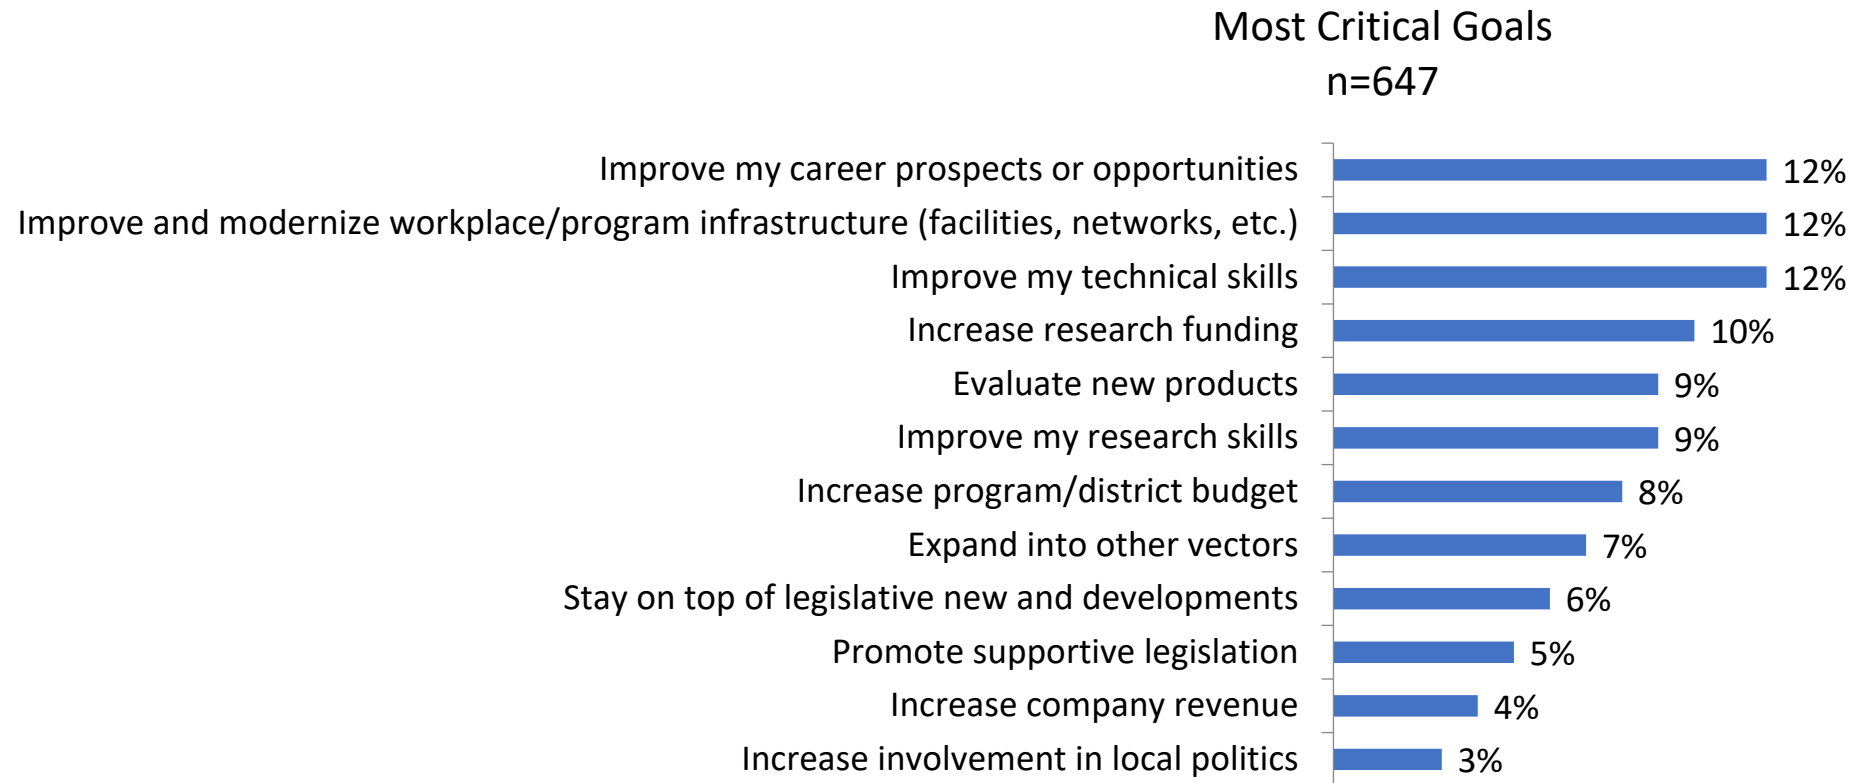 Most Critical Goals
n=647
Improve my career prospects or opportunities 12%
Improve and modernize workplace/program infrastructure (facilities, networks, etc.) 12%
Improve my technical skills 12%
Increase research funding 10%
Evaluate new products 9%
Improve my research skills 9%
Increase program/district budget 8%
Expand into other vectors 7%
Stay on top of legislative new and developments 6%
Promote supportive legislation 5%
Increase company revenue 4%
Increase involvement in local politics 3%